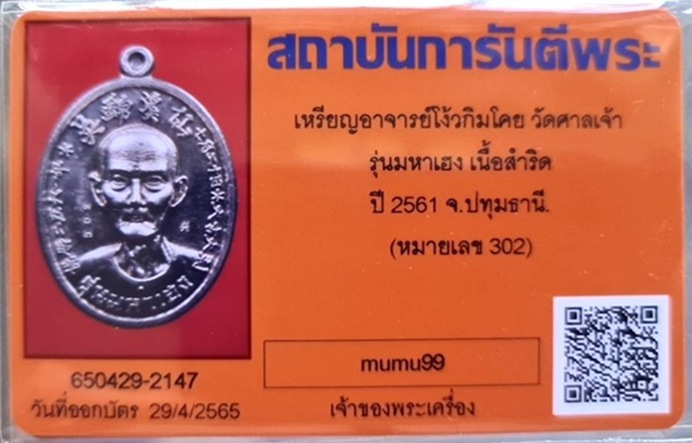 สถาบันการันตีพระ
เหรียญอาจารย์โง้วกิมโคย วัดศาลเจ้า
รุ่นมหาเฮง เนื้อสำริด
ปี 2561 จ.ปทุมธานี.
(หมายเลข 302)
mumu99
เจ้าของพระเครื่อง
650429-2147
วันที่ออกบัตร 29/4/2565